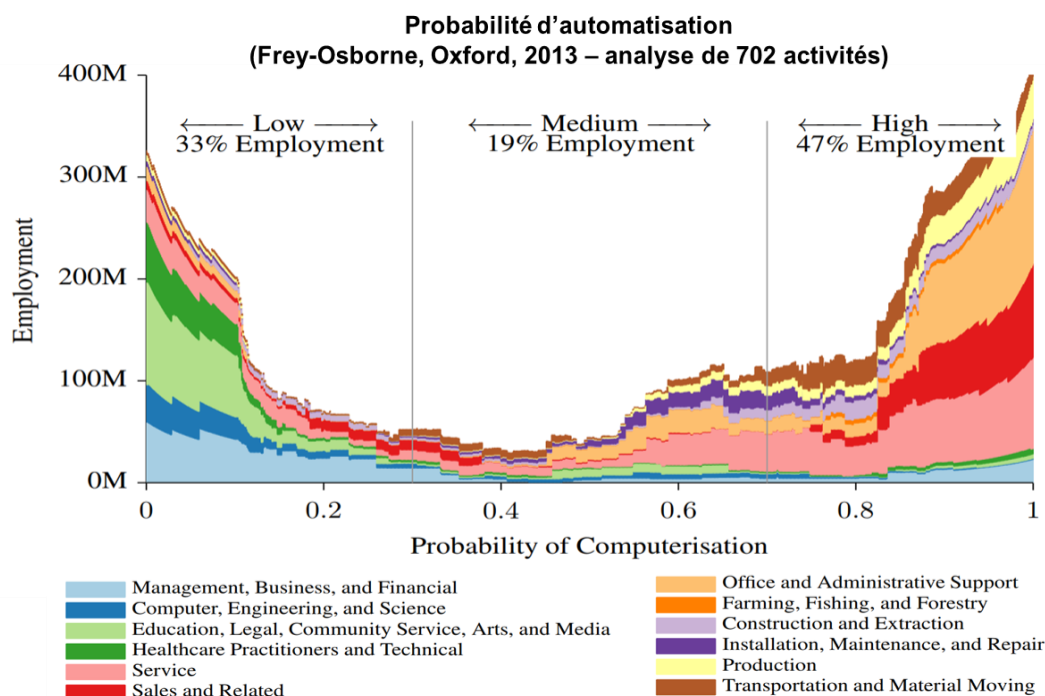 Probabilité d’automatisation
(Frey-Osborne, Oxford, 2013 – analyse de 702 activités)
400M
Low
33% Employment
Medium
19% Employment
High
47% Employment
300M
200M
100M
0M
Employment
0
0.2
0.4
0.6
0.8
1
Probability of Computerisation
Management, Business, and Financial
Computer, Engineering, and Science
Education, Legal, Community Service, Arts, and Media
Healthcare Practitioners and Technical
Service
Sales and Related
Office and Administrative Support
Farming, Fishing, and Forestry
Construction and Extraction
Installation, Maintenance, and Repair
Production
Transportation and Material Moving